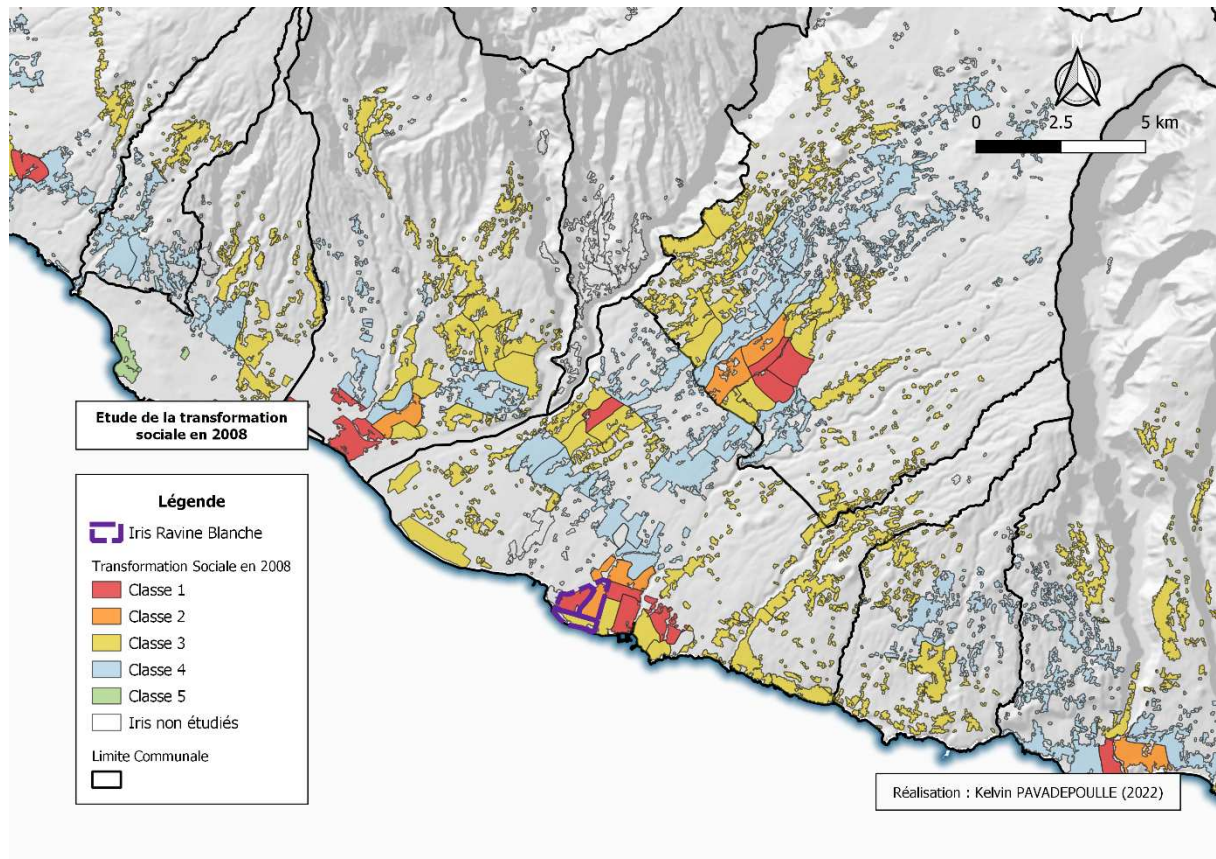 N
0 2.5 5 km
Etude de la transformation
sociale en 2008
Légende
Iris Ravine Blanche
Transformation Sociale en 2008
Classe 1
Classe 2
Classe 3
Classe 4
Classe 5
Iris non étudiés
Limite Communale
Réalisation : Kelvin PAVADEPOULLE (2022)